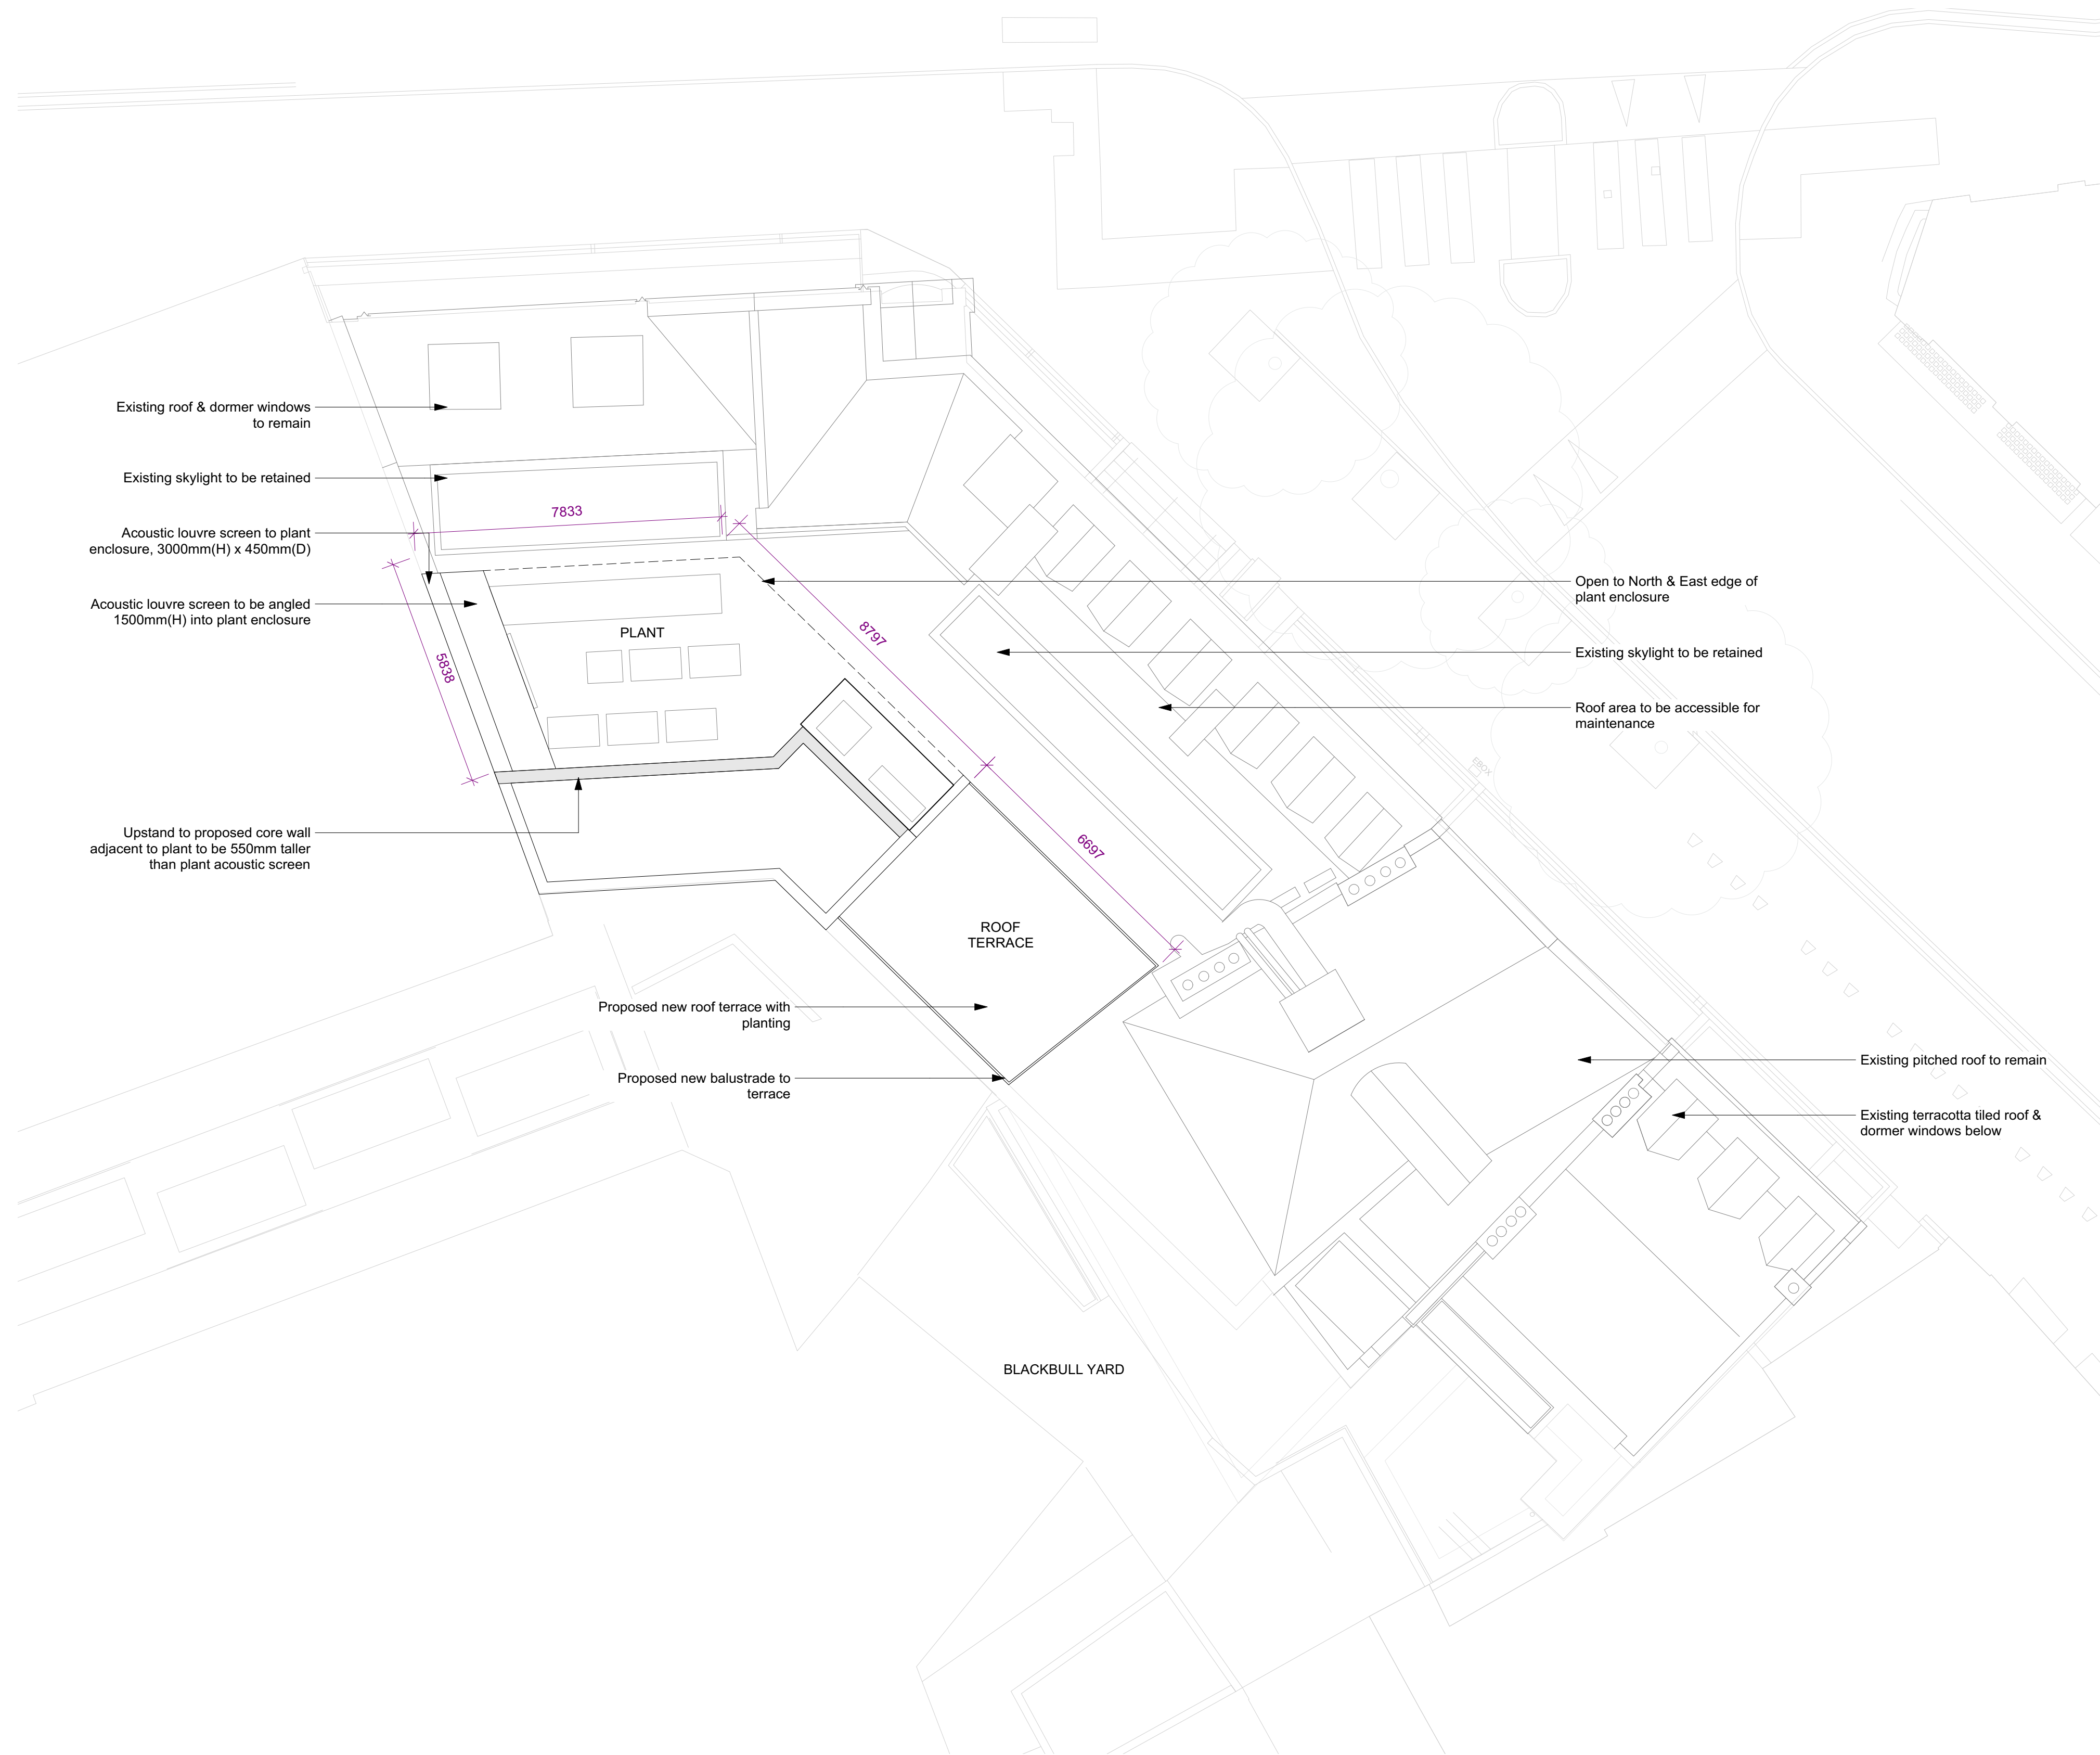 Existing roof & dormer windows
to remain
Existing skylight to be retained
7833
Acoustic louvre screen to plant
enclosure, 3000mm(H) x 450mm(D)
Acoustic louvre screen to be angled
1500mm(H) into plant enclosure
PLANT
5838
8797
Open to North & East edge of
plant enclosure
Existing skylight to be retained
Roof area to be accessible for
maintenance
EBOX
Upstand to proposed core wall
adjacent to plant to be 550mm taller
than plant acoustic screen
6697
ROOF
TERRACE
Proposed new roof terrace with
planting
Proposed new balustrade to
terrace
Existing pitched roof to remain
Existing terracotta tiled roof &
dormer windows below
BLACKBULL YARD